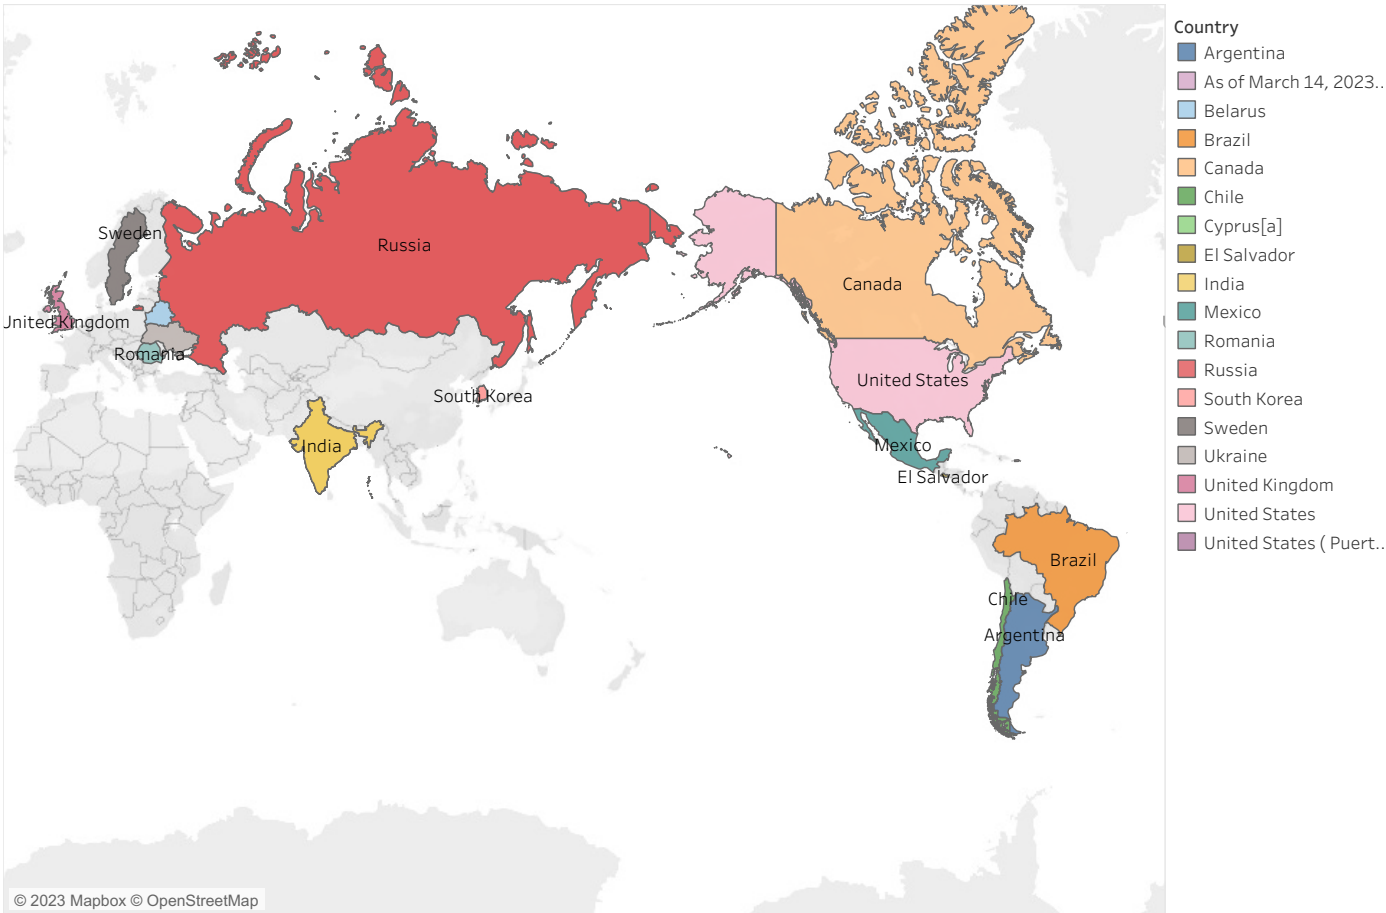 Country
Argentina
As of March 14, 2023..
Belarus
Brazil
Canada
Chile
Cyprus[a]
El Salvador
India
Mexico
Romania
Russia
South Korea
Sweden
Ukraine
United Kingdom
United States
United States ( Puert..
Sweden
Russia
Canada
United Kingdom
Romania
United States
South Korea
India
Mexico
El Salvador
Brazil
Chile
Argentina
© 2023 Mapbox © OpenStreetMap